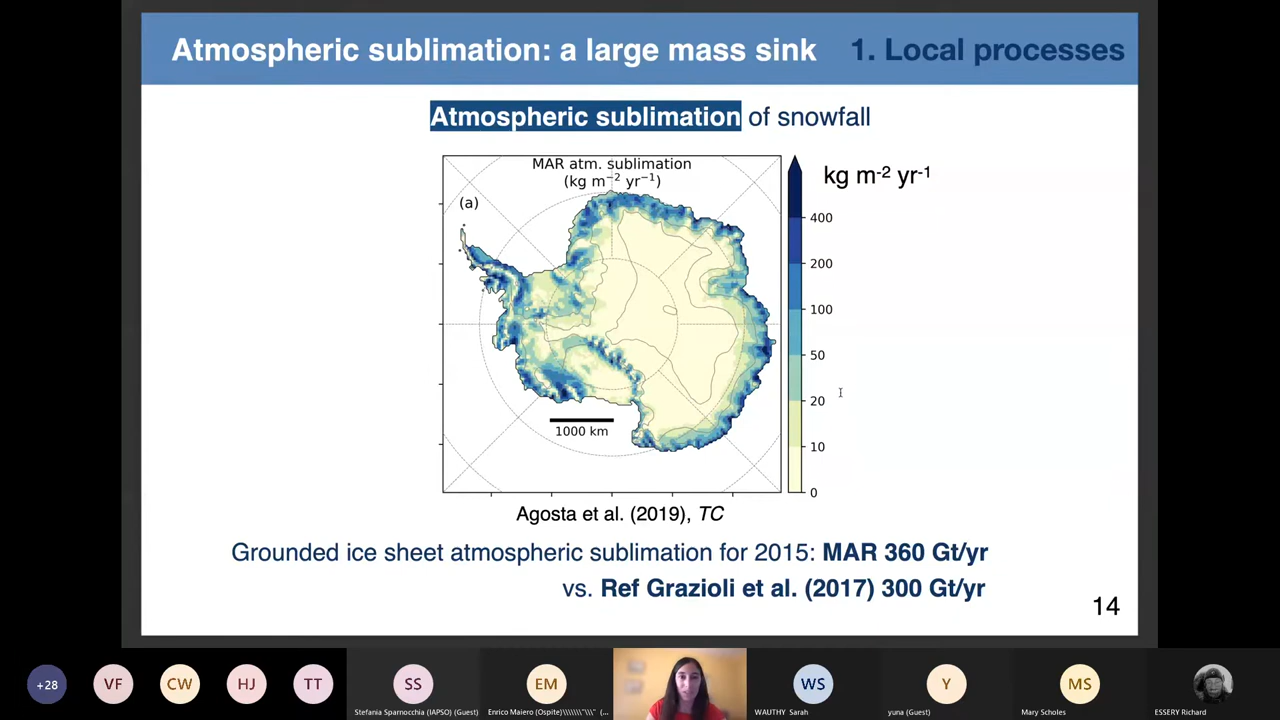 Atmospheric sublimation: a large mass sink 1. Local processes
Atmospheric sublimation of snowfall
MAR atm. sublimation
(kg m⁻² yr⁻¹)
(a)
kg m-2 yr-1
400
200
100
50
20
10
0
1000 km
Agosta et al. (2019), TC
Grounded ice sheet atmospheric sublimation for 2015: MAR 360 Gt/yr
vs. Ref Grazioli et al. (2017) 300 Gt/yr
14
+28 VF CW HJ TT SS EM WS Y MS
Stefania Sparnocchia (IAPSO) (Guest) Enrico Maiero (Ospite)\\\\\\"\\\" (... WAUTHY Sarah yuna (Guest) Mary Scholes ESSERY Richard